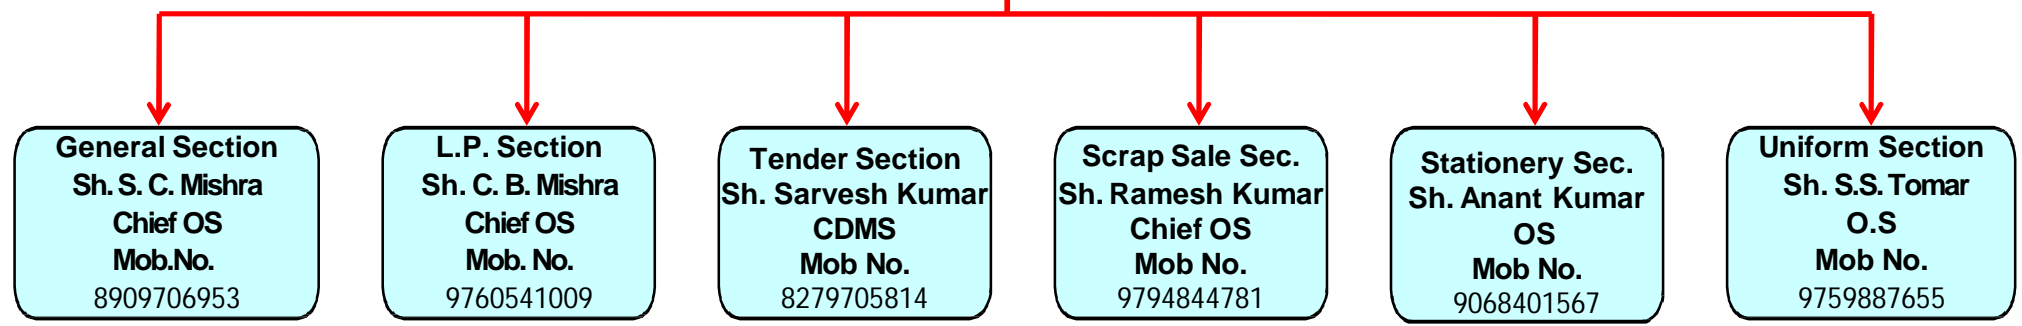 General Section
Sh. S. C. Mishra
Chief OS
Mob.No.
8909706953
L.P. Section
Sh. C. B. Mishra
Chief OS
Mob. No.
9760541009
Tender Section
Sh. Sarvesh Kumar
CDMS
Mob No.
8279705814
Scrap Sale Sec.
Sh. Ramesh Kumar
Chief OS
Mob No.
9794844781
Stationery Sec.
Sh. Anant Kumar
OS
Mob No.
9068401567
Uniform Section
Sh. S.S. Tomar
O.S
Mob No.
9759887655